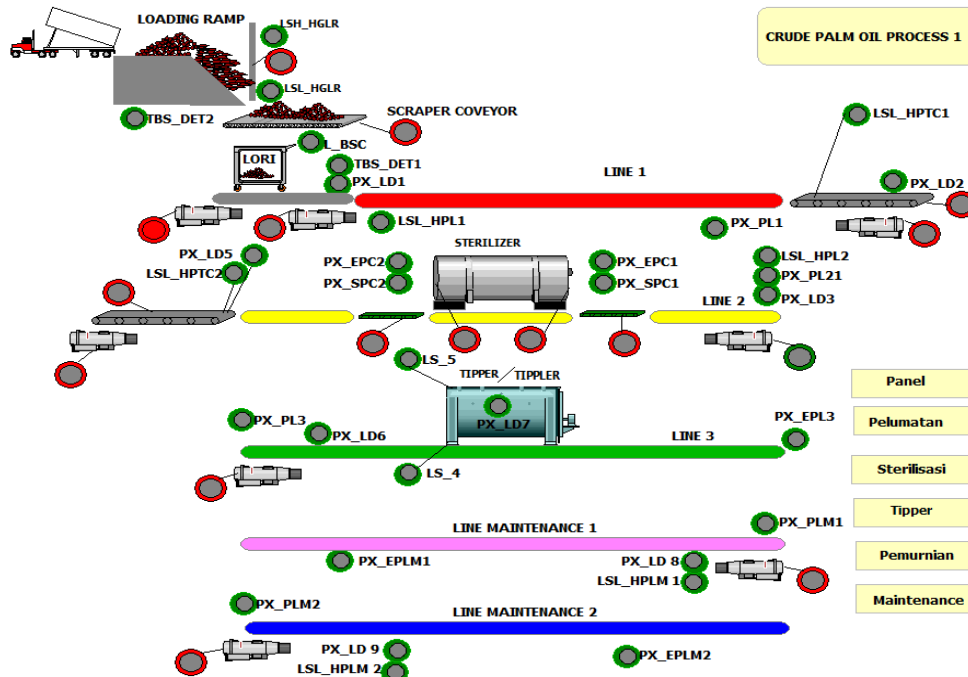 LOADING RAMP
LSH_HGLR
CRUDE PALM OIL PROCESS 1
LSL_HGLR
TBS_DET2
SCRAPER COVEYOR
LSL_HPTC1
L_BSC
LORI
TBS_DET1
PX_LD1
LINE 1
PX_LD2
LSL_HPL1
PX_PL1
STERILIZER
PX_LD5
LSL_HPTC2
PX_EPC2
PX_SPC2
PX_EPC1
PX_SPC1
LSL_HPL2
PX_PL21
PX_LD3
LINE 2
LS_5
TIPPER
TIPPLER
Panel
PX_PL3
PX_LD6
PX_LD7
PX_EPL3
Pelumatan
LINE 3
LS_4
Sterilisasi
Tipper
LINE MAINTENANCE 1
PX_PLM1
PX_EPLM1
PX_LD 8
LSL_HPLM 1
Pemurnian
Maintenance
PX_PLM2
LINE MAINTENANCE 2
PX_LD 9
LSL_HPLM 2
PX_EPLM2